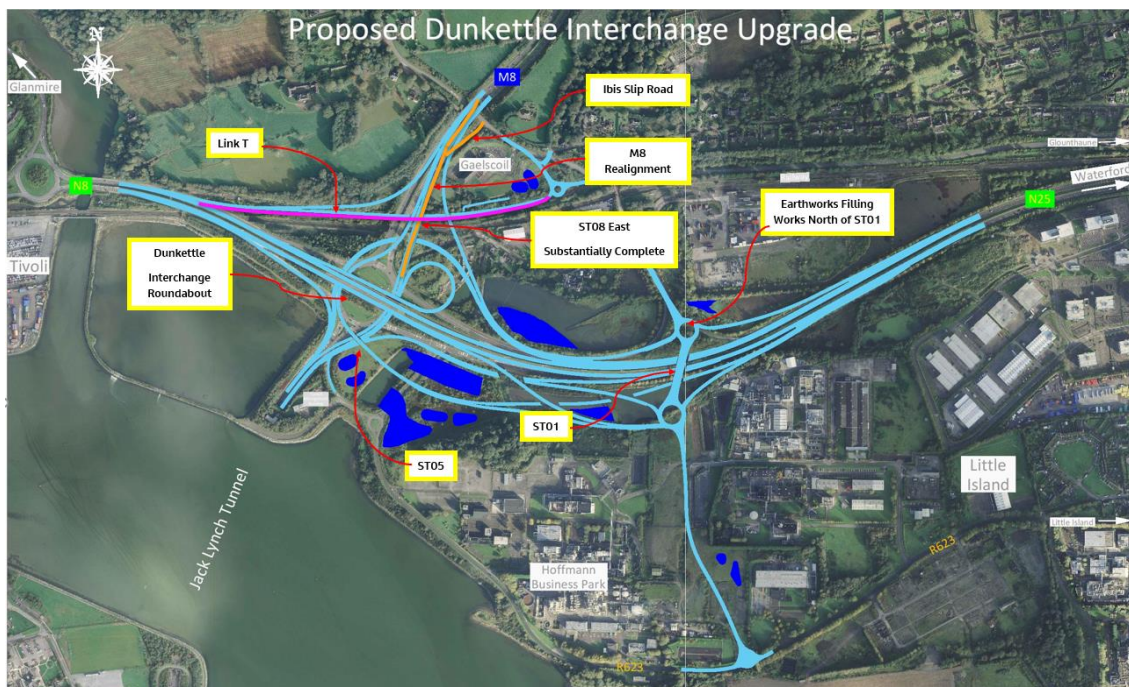 Proposed Dunkettle Interchange Upgrade
N
Glanmire
M8
Ibis Slip Road
Link T
Gaelscoil
M8
Realignment
Glounthaune
Waterford
N8
N25
Earthworks Filling
Works North of ST01
ST08 East
Substantially Complete
Tivoli
Dunkettle
Interchange
Roundabout
ST01
ST05
Little
Island
Little Island
Jack Lynch Tunnel
R623
Hoffmann
Business Park
R623